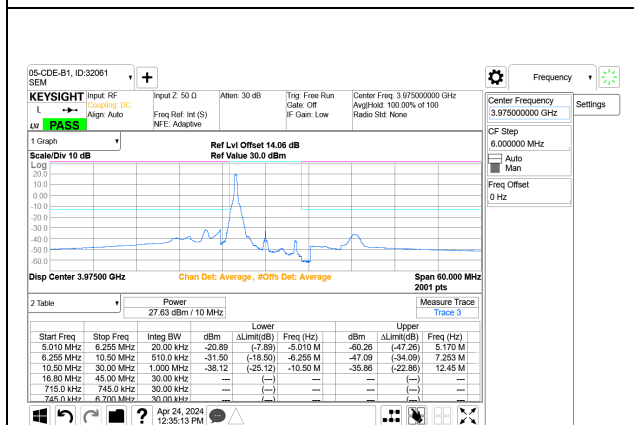 05-CDE-B1, ID:32061
SEM
Frequency
KEYSIGHT
L
LXI PASS
Input: RF
Coupling: DC
Align: Auto
Input Z: 50 Ω
Freq Ref: Int (S)
NFE: Adaptive
Atten: 30 dB
Trig: Free Run
Gate: Off
IF Gain: Low
Center Freq: 3.975000000 GHz
Avg|Hold: 100.00% of 100
Radio Std: None
Center Frequency
3.975000000 GHz
Settings
CF Step
6.000000 MHz
Auto
Man
Freq Offset
0 Hz
1 Graph
Scale/Div 10 dB
Ref Lvl Offset 14.06 dB
Ref Value 30.0 dBm
Log
20.0
10.0
0.00
-10.0
-20.0
-30.0
-40.0
-50.0
-60.0
Disp Center 3.97500 GHz
Chan Det: Average, #Offs Det: Average
Span 60.000 MHz
2001 pts
2 Table
Power
27.63 dBm / 10 MHz
Measure Trace
Trace 3
Lower Upper
Start Freq Stop Freq Integ BW dBm ΔLimit(dB) Freq (Hz) dBm ΔLimit(dB) Freq (Hz)
5.010 MHz 6.255 MHz 20.00 kHz -20.89 (-7.89) -5.010 M -60.26 (-47.26) 5.170 M
6.255 MHz 10.50 MHz 510.0 kHz -31.50 (-18.50) -6.255 M -47.09 (-34.09) 7.253 M
10.50 MHz 30.00 MHz 1.000 MHz -38.12 (-25.12) -10.50 M -35.86 (-22.86) 12.45 M
16.80 MHz 45.00 MHz 30.00 kHz --- (---) --- --- (---) ---
715.0 kHz 745.0 kHz 30.00 kHz --- (---) --- --- (---) ---
745.0 kHz 6.700 MHz 30.00 kHz --- (---) --- --- (---) ---
? Apr 24, 2024
12:35:13 PM